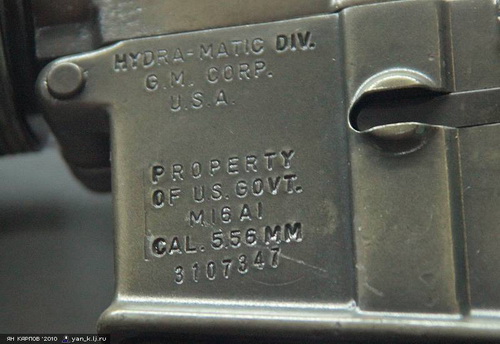 HYDRA-MATIC DIV.
G.M. CORP.
U.S.A.
PROPERTY
OF U.S. GOVT.
M16A1
CAL. 5.56 MM
3107347
ЯН КАРПОВ '2010 yan_k.lj.ru